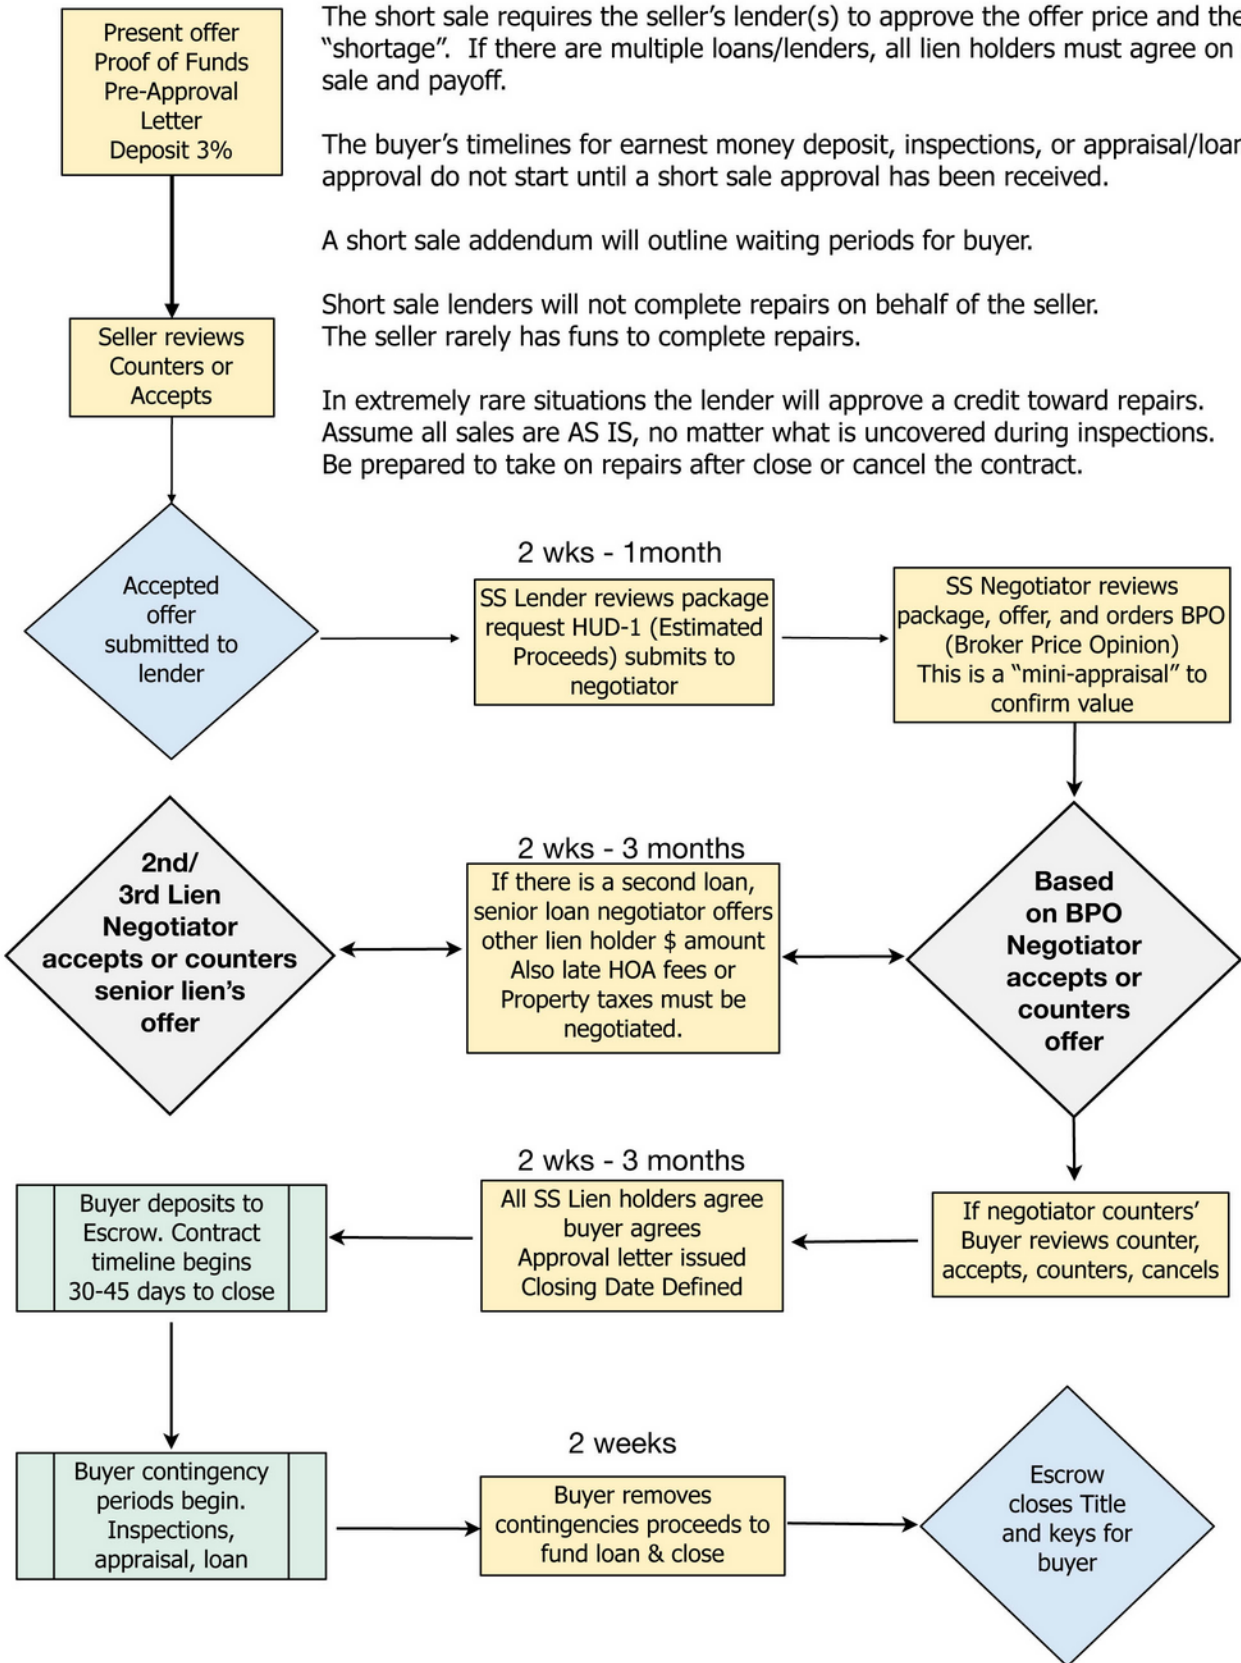 Present offer
Proof of Funds
Pre-Approval
Letter
Deposit 3%
The short sale requires the seller’s lender(s) to approve the offer price and the
“shortage”. If there are multiple loans/lenders, all lien holders must agree on
sale and payoff.
The buyer’s timelines for earnest money deposit, inspections, or appraisal/loan
approval do not start until a short sale approval has been received.
A short sale addendum will outline waiting periods for buyer.
Short sale lenders will not complete repairs on behalf of the seller.
The seller rarely has funs to complete repairs.
In extremely rare situations the lender will approve a credit toward repairs.
Assume all sales are AS IS, no matter what is uncovered during inspections.
Be prepared to take on repairs after close or cancel the contract.
Seller reviews
Counters or
Accepts
Accepted
offer
submitted to
lender
2 wks - 1month
SS Lender reviews package
request HUD-1 (Estimated
Proceeds) submits to
negotiator
SS Negotiator reviews
package, offer, and orders BPO
(Broker Price Opinion)
This is a “mini-appraisal” to
confirm value
2nd/
3rd Lien
Negotiator
accepts or counters
senior lien’s
offer
2 wks - 3 months
If there is a second loan,
senior loan negotiator offers
other lien holder $ amount
Also late HOA fees or
Property taxes must be
negotiated.
Based
on BPO
Negotiator
accepts or
counters
offer
Buyer deposits to
Escrow. Contract
timeline begins
30-45 days to close
2 wks - 3 months
All SS Lien holders agree
buyer agrees
Approval letter issued
Closing Date Defined
If negotiator counters’
Buyer reviews counter,
accepts, counters, cancels
Buyer contingency
periods begin.
Inspections,
appraisal, loan
2 weeks
Buyer removes
contingencies proceeds to
fund loan & close
Escrow
closes Title
and keys for
buyer